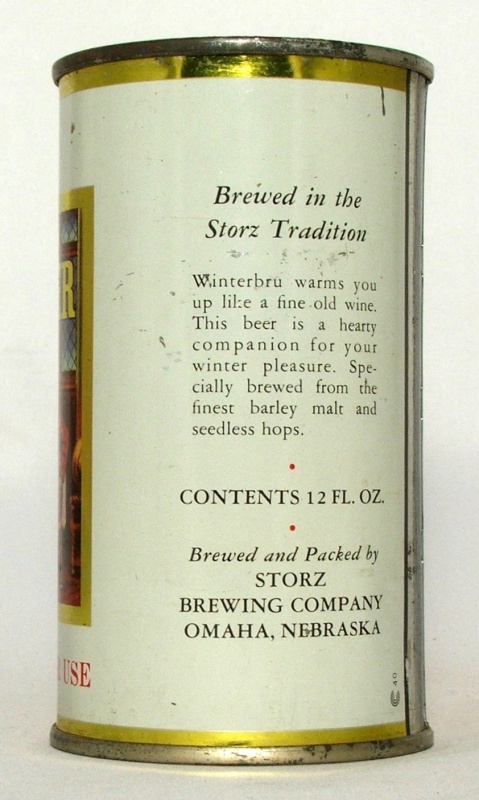 Brewed in the
Storz Tradition
Winterbru warms you
up like a fine old wine.
This beer is a hearty
companion for your
winter pleasure. Spe-
cially brewed from the
finest barley malt and
seedless hops.
CONTENTS 12 FL. OZ.
Brewed and Packed by
STORZ
BREWING COMPANY
OMAHA, NEBRASKA
R
USE
40